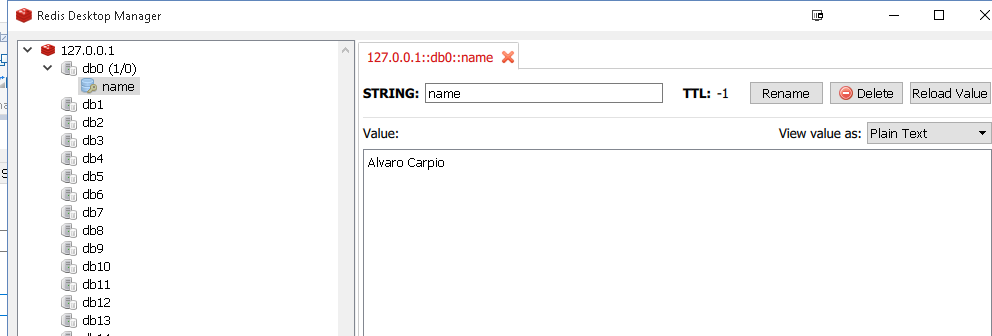 Redis Desktop Manager
127.0.0.1
db0 (1/0)
name
db1
db2
db3
db4
db5
db6
db7
db8
db9
db10
db11
db12
db13
127.0.0.1::db0::name
STRING: name TTL: -1 Rename Delete Reload Value
Value: View value as: Plain Text
Alvaro Carpio